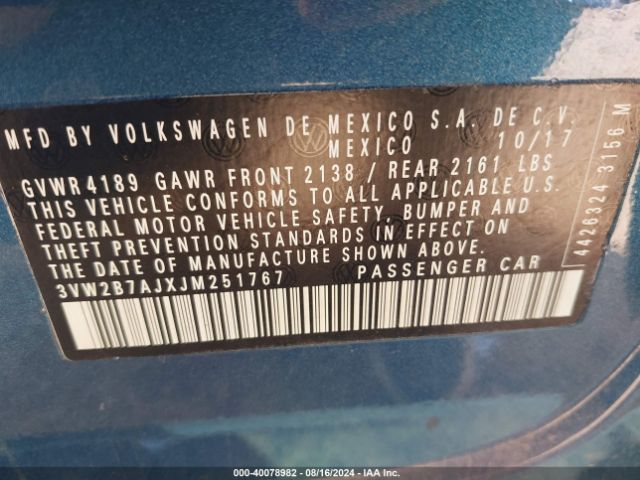 MFD BY VOLKSWAGEN DE MEXICO S.A. DE C.V.
MEXICO 10/17
GVWR 4189 GAWR FRONT 2138 / REAR 2161 LBS
THIS VEHICLE CONFORMS TO ALL APPLICABLE U.S.
FEDERAL MOTOR VEHICLE SAFETY, BUMPER AND
THEFT PREVENTION STANDARDS IN EFFECT ON
THE DATE OF MANUFACTURE SHOWN ABOVE.
3VW2B7AJXJM251767 PASSENGER CAR
4426324 3156 M
000-40078982 - 08/16/2024 - IAA Inc.